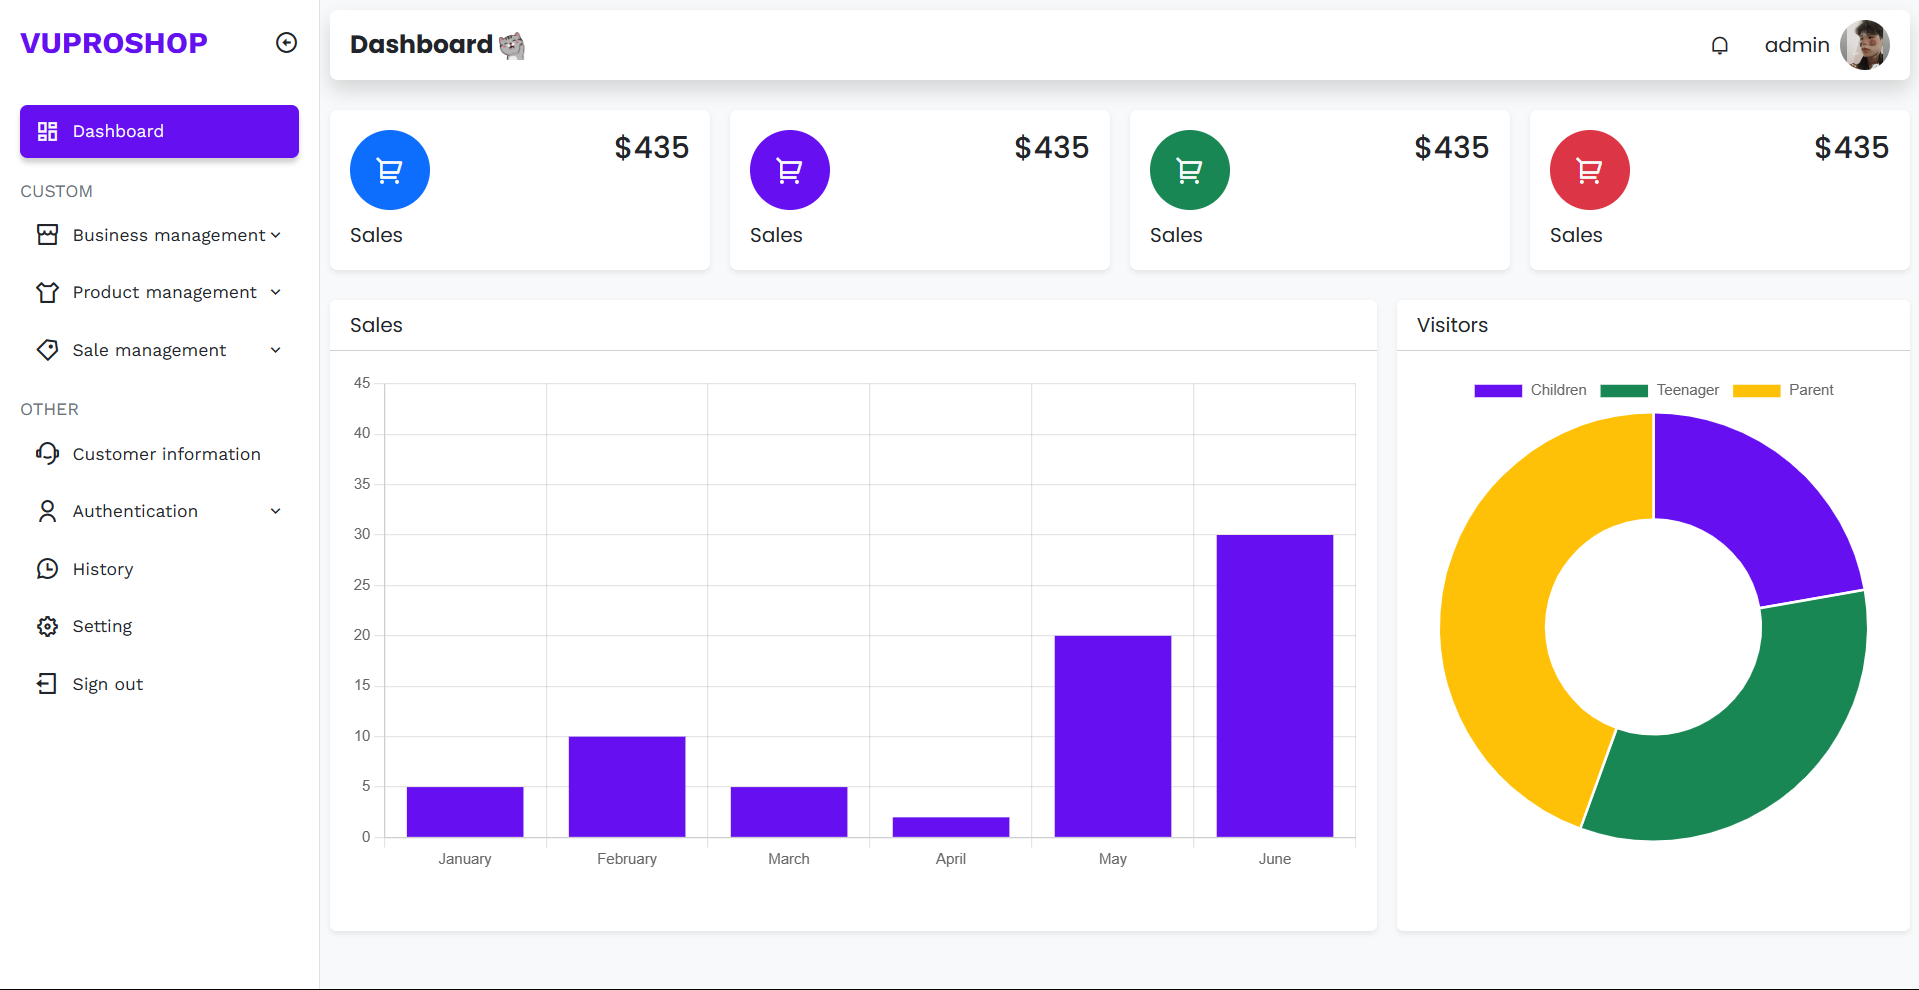 VUPROSHOP
Dashboard
CUSTOM
Business management
Product management
Sale management
OTHER
Customer information
Authentication
History
Setting
Sign out
Dashboard
admin
$435
Sales
$435
Sales
$435
Sales
$435
Sales
Sales
45
40
35
30
25
20
15
10
5
0
January February March April May June
Visitors
Children Teenager Parent